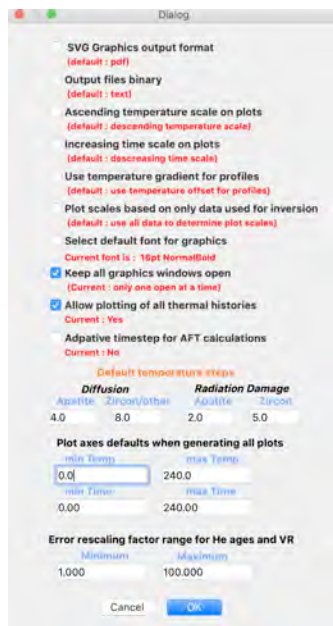 Dialog
SVG Graphics output format
(default : pdf)
Output files binary
(default : text)
Ascending temperature scale on plots
(default : descending temperature scale)
Increasing time scale on plots
(default : descreasing time scale)
Use temperature gradient for profiles
(default : use temperature offset for profiles)
Plot scales based on only data used for inversion
(default : use all data to determine plot scales)
Select default font for graphics
Current font is : 16pt NormalBold
Keep all graphics windows open
(Current : only one open at a time)
Allow plotting of all thermal histories
Current : Yes
Adpative timestep for AFT calculations
Current : No
Default temperature steps
Diffusion Radiation Damage
Apatite Zircon/other Apatite Zircon
4.0 8.0 2.0 5.0
Plot axes defaults when generating all plots
min Temp max Temp
0.0 240.0
min Time max Time
0.00 240.00
Error rescaling factor range for He ages and VR
Minimum Maximum
1.000 100.000
Cancel OK